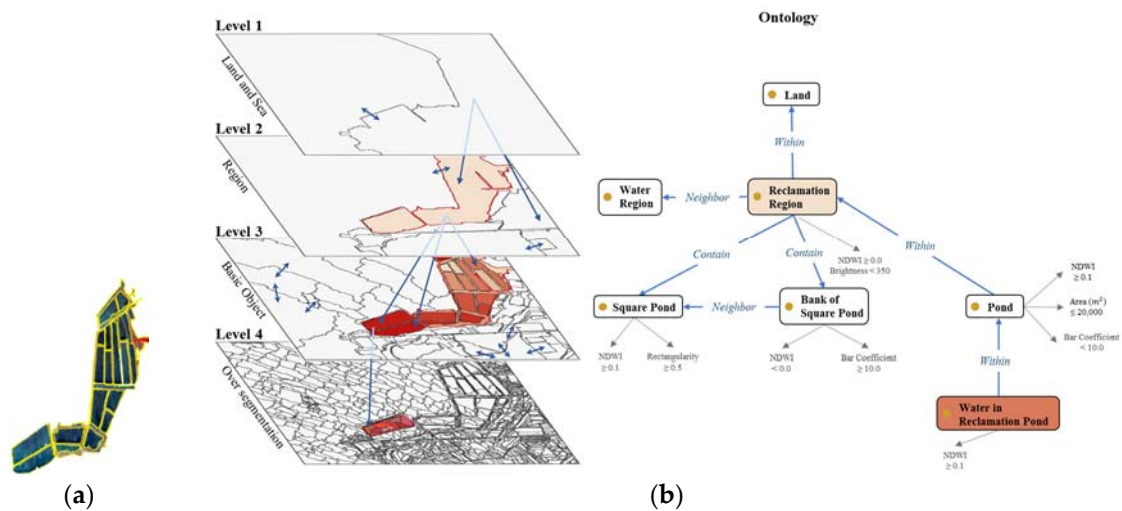 Ontology
Level 1
Land and Sea
Level 2
Region
Level 3
Basic Object
Level 4
Over segmentation
Land
Within
Water
Region
Neighbor
Reclamation
Region
Contain
Contain
NDWI ≥ 0.0
Brightness < 350
Within
Square Pond
Neighbor
Bank of
Square Pond
Pond
NDWI
≥ 0.1
Area (m²)
≤ 20,000
Bar Coefficient
< 10.0
NDWI
≥ 0.1
Rectangularity
≥ 0.5
NDWI
< 0.0
Bar Coefficient
≥ 10.0
Within
Water in
Reclamation Pond
NDWI
≥ 0.1
(a)
(b)